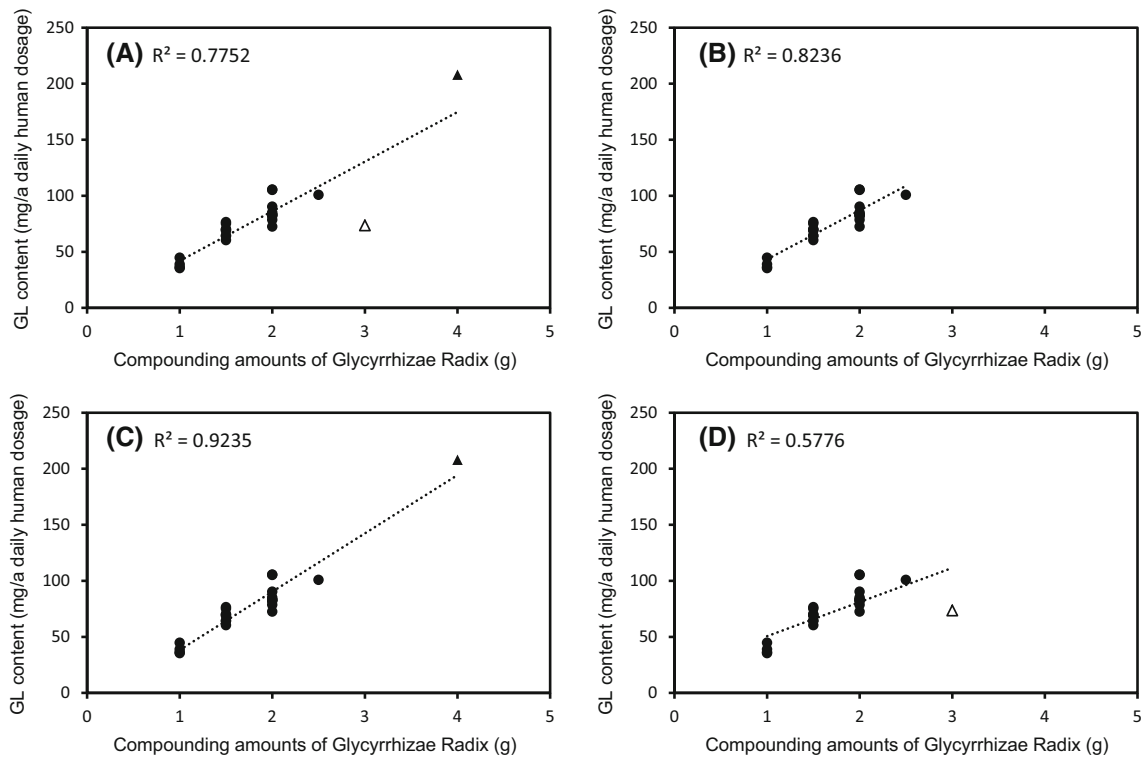 (A) R² = 0.7752
GL content (mg/a daily human dosage)
250
200
150
100
50
0
0 1 2 3 4 5
Compounding amounts of Glycyrrhizae Radix (g)
(B) R² = 0.8236
GL content (mg/a daily human dosage)
250
200
150
100
50
0
0 1 2 3 4 5
Compounding amounts of Glycyrrhizae Radix (g)
(C) R² = 0.9235
GL content (mg/a daily human dosage)
250
200
150
100
50
0
0 1 2 3 4 5
Compounding amounts of Glycyrrhizae Radix (g)
(D) R² = 0.5776
GL content (mg/a daily human dosage)
250
200
150
100
50
0
0 1 2 3 4 5
Compounding amounts of Glycyrrhizae Radix (g)